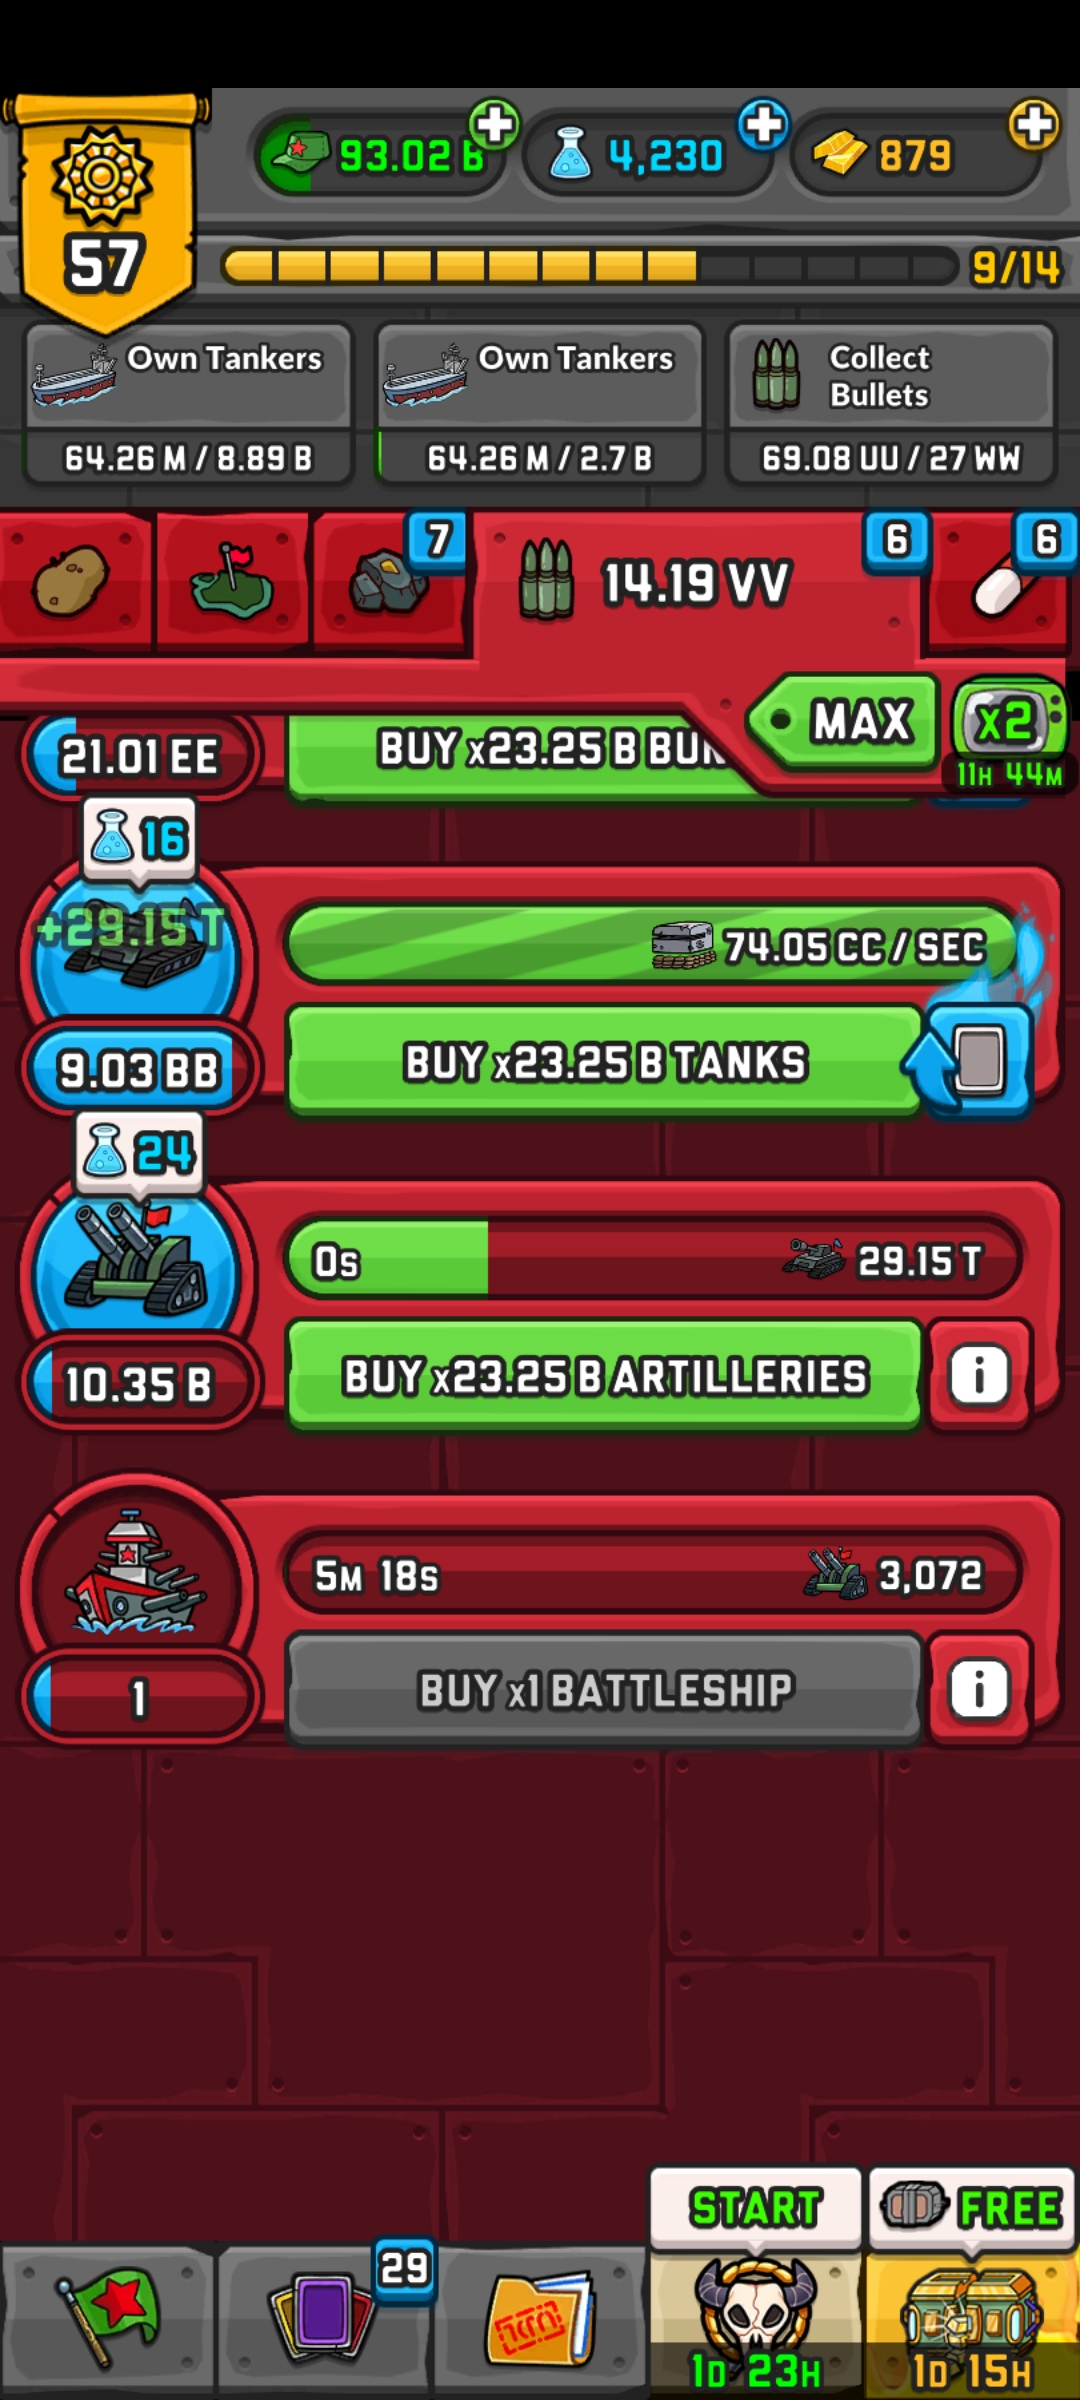 93.02 B
4,230
879
57
9/14
Own Tankers
64.26 M / 8.89 B
Own Tankers
64.26 M / 2.7 B
Collect
Bullets
69.08 UU / 27 WW
7
14.19 VV
6
6
MAX
x2
11H 44M
21.01 EE
BUY x23.25 B
16
+29.15 T
74.05 CC / SEC
9.03 BB
BUY x23.25 B TANKS
24
0s
29.15 T
10.35 B
BUY x23.25 B ARTILLERIES
i
5M 18s
3,072
1
BUY x1 BATTLESHIP
i
START
FREE
29
1D 23H
1D 15H